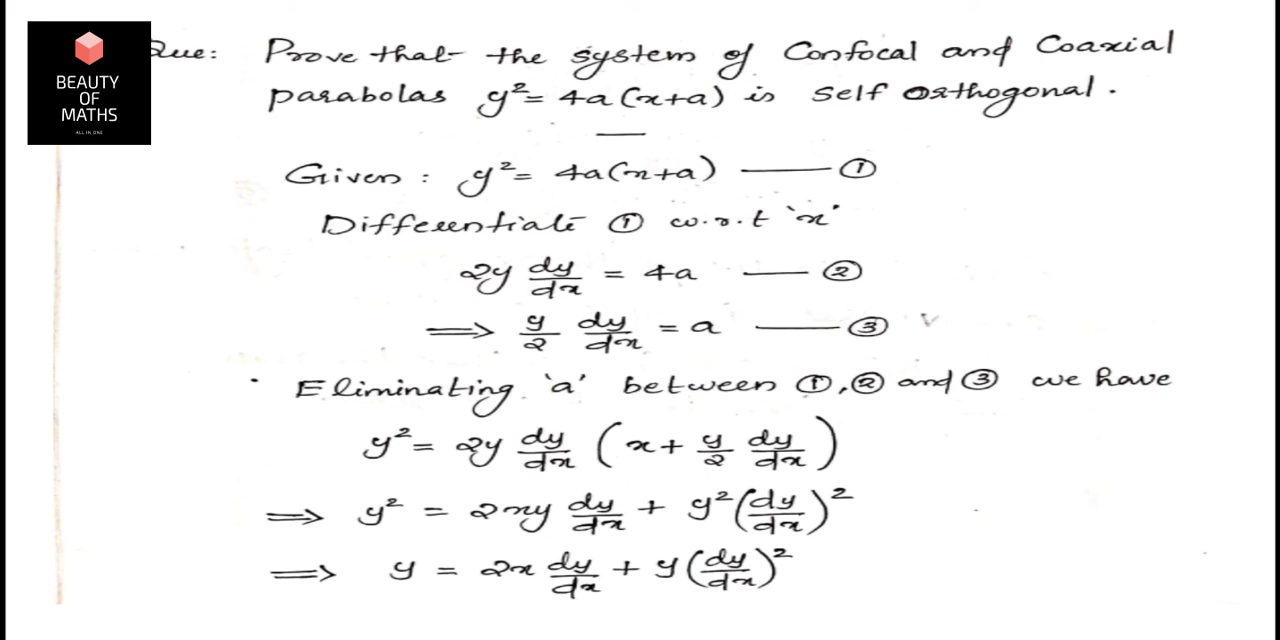 BEAUTY
OF
MATHS
ALL IN ONE
Que: Prove that the system of Confocal and Coaxial
parabolas y² = 4a(x+a) is self orthogonal.
Given : y² = 4a(x+a) —— ①
Differentiate ① w.r.t 'x'
2y dy/dx = 4a —— ②
⟹ y/2 dy/dx = a —— ③
Eliminating 'a' between ①, ② and ③ we have
y² = 2y dy/dx (x + y/2 dy/dx)
⟹ y² = 2xy dy/dx + y² (dy/dx)²
⟹ y = 2x dy/dx + y (dy/dx)²